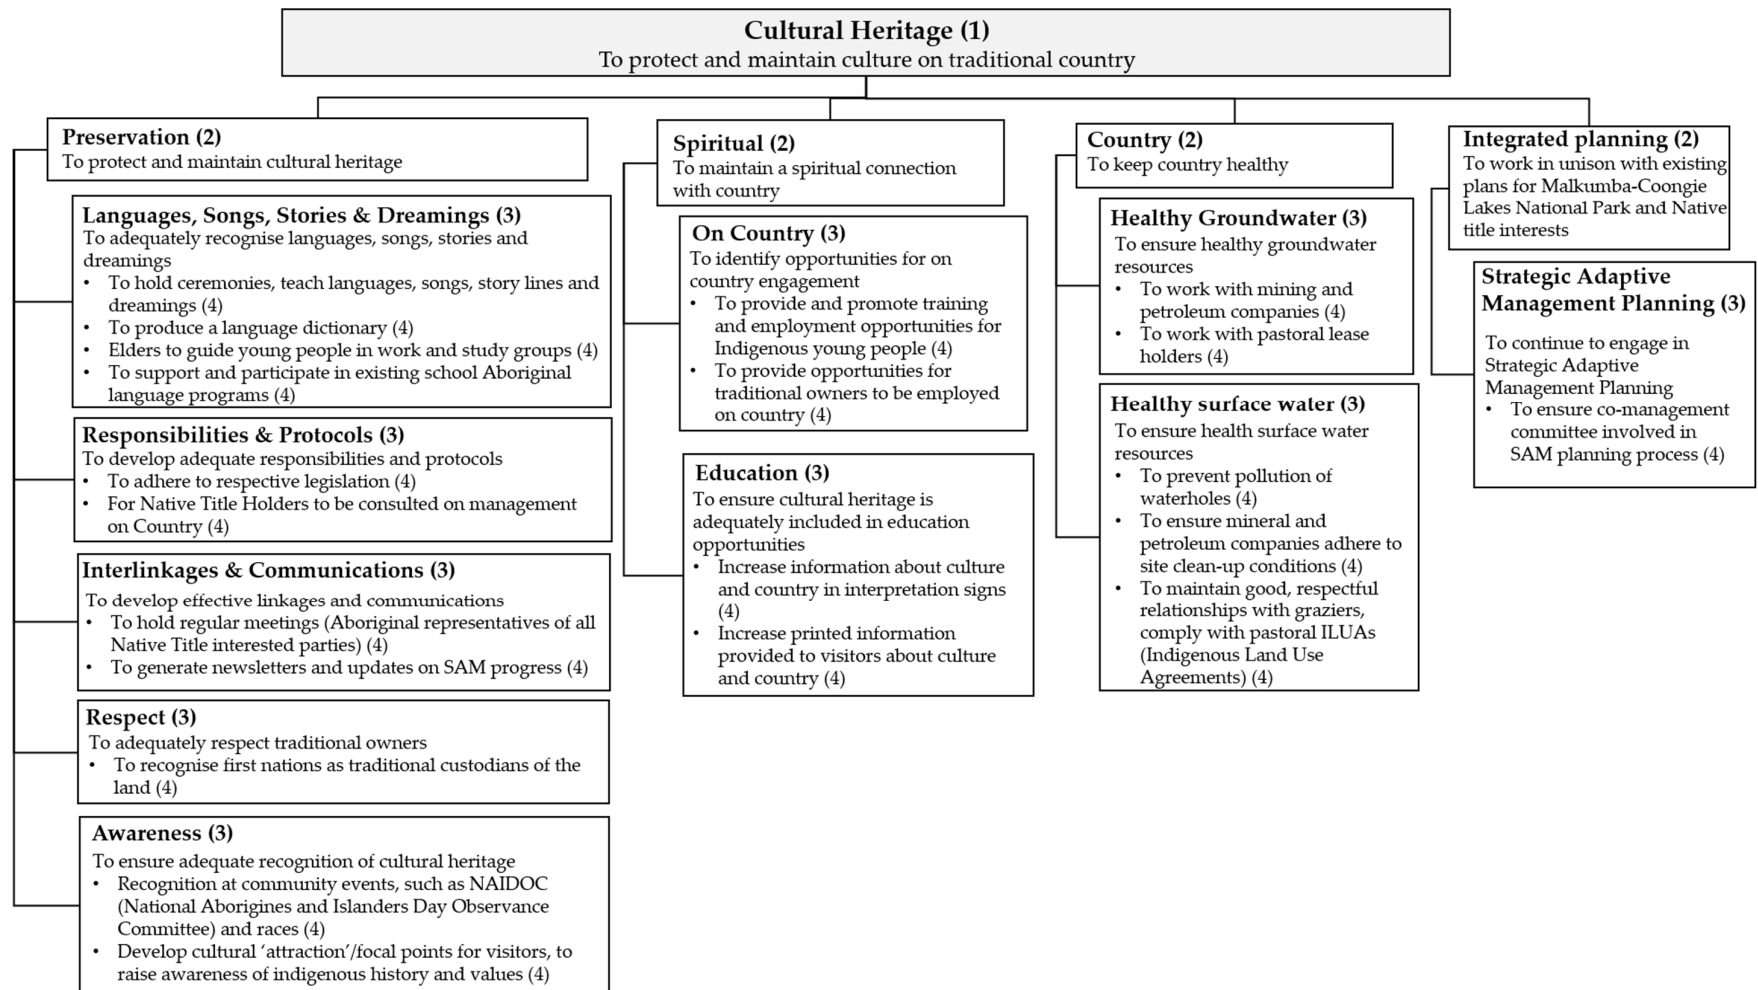 Cultural Heritage (1)
To protect and maintain culture on traditional country
Preservation (2)
To protect and maintain cultural heritage
Languages, Songs, Stories & Dreamings (3)
To adequately recognise languages, songs, stories and
dreamings
• To hold ceremonies, teach languages, songs, story lines and
dreamings (4)
• To produce a language dictionary (4)
• Elders to guide young people in work and study groups (4)
• To support and participate in existing school Aboriginal
language programs (4)
Responsibilities & Protocols (3)
To develop adequate responsibilities and protocols
• To adhere to respective legislation (4)
• For Native Title Holders to be consulted on management
on Country (4)
Interlinkages & Communications (3)
To develop effective linkages and communications
• To hold regular meetings (Aboriginal representatives of all
Native Title interested parties) (4)
• To generate newsletters and updates on SAM progress (4)
Respect (3)
To adequately respect traditional owners
• To recognise first nations as traditional custodians of the
land (4)
Awareness (3)
To ensure adequate recognition of cultural heritage
• Recognition at community events, such as NAIDOC
(National Aborigines and Islanders Day Observance
Committee) and races (4)
• Develop cultural ‘attraction’/focal points for visitors, to
raise awareness of indigenous history and values (4)
Spiritual (2)
To maintain a spiritual connection
with country
On Country (3)
To identify opportunities for on
country engagement
• To provide and promote training
and employment opportunities for
Indigenous young people (4)
• To provide opportunities for
traditional owners to be employed
on country (4)
Education (3)
To ensure cultural heritage is
adequately included in education
opportunities
• Increase information about culture
and country in interpretation signs
(4)
• Increase printed information
provided to visitors about culture
and country (4)
Country (2)
To keep country healthy
Healthy Groundwater (3)
To ensure healthy groundwater
resources
• To work with mining and
petroleum companies (4)
• To work with pastoral lease
holders (4)
Healthy surface water (3)
To ensure health surface water
resources
• To prevent pollution of
waterholes (4)
• To ensure mineral and
petroleum companies adhere to
site clean-up conditions (4)
• To maintain good, respectful
relationships with graziers,
comply with pastoral ILUAs
(Indigenous Land Use
Agreements) (4)
Integrated planning (2)
To work in unison with existing
plans for Malkumba-Coongie
Lakes National Park and Native
title interests
Strategic Adaptive
Management Planning (3)
To continue to engage in
Strategic Adaptive
Management Planning
• To ensure co-management
committee involved in
SAM planning process (4)